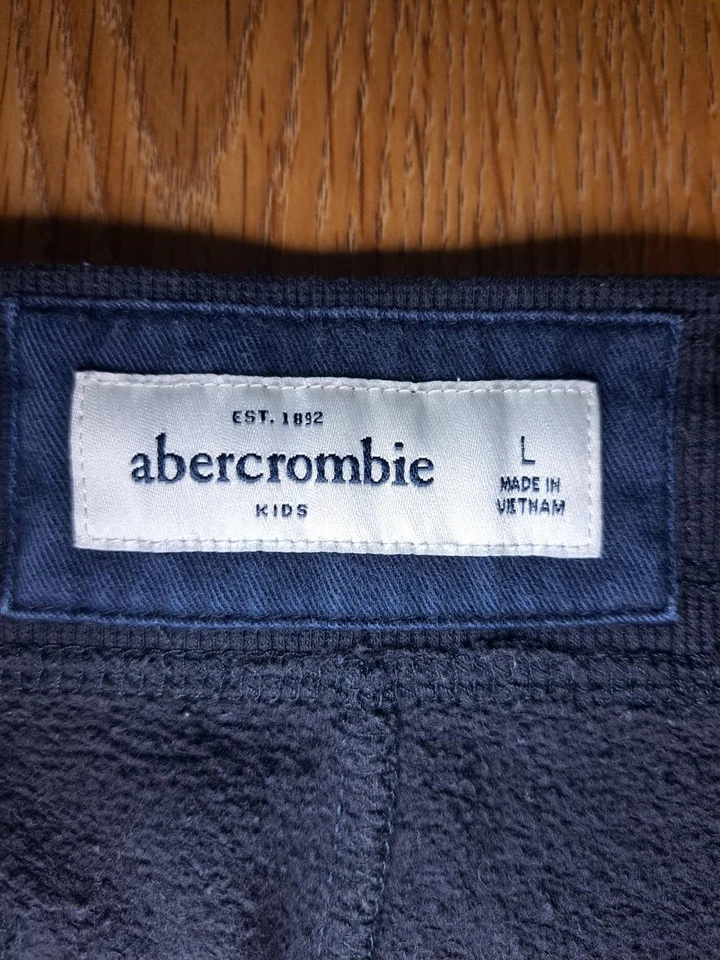 EST. 1892
abercrombie
KIDS
L
MADE IN
VIETNAM